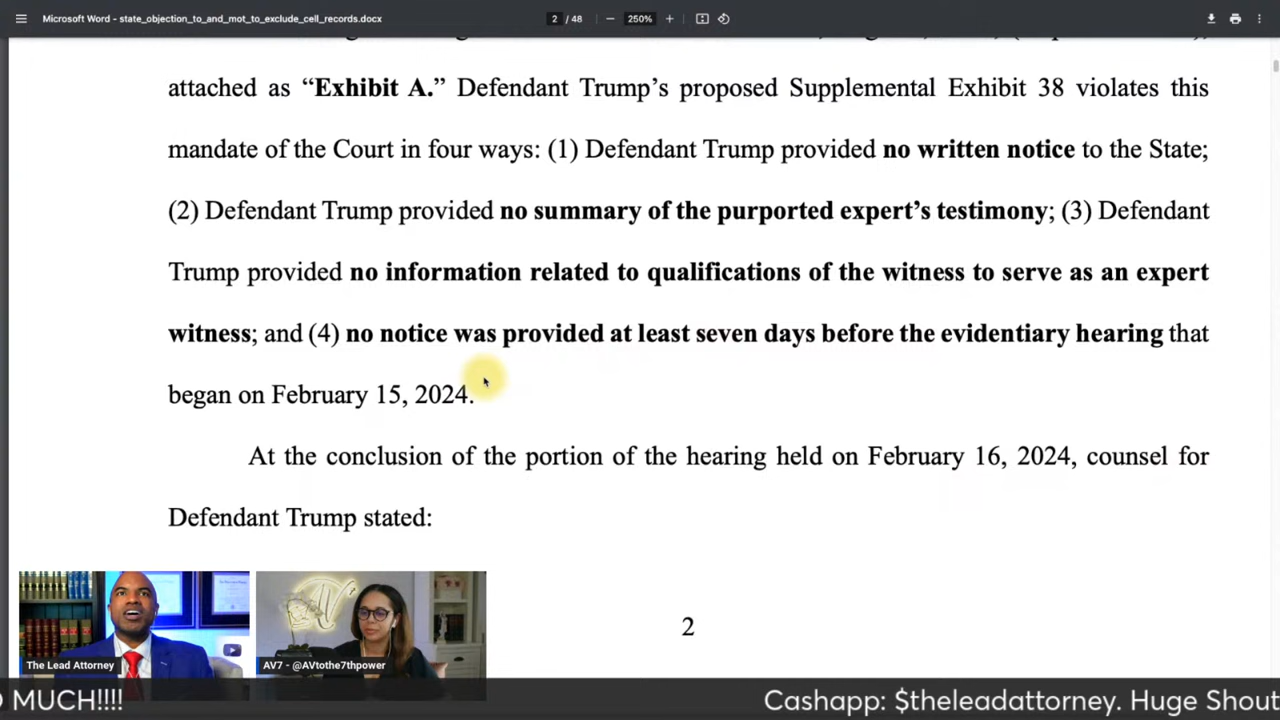 Microsoft Word - state_objection_to_and_mot_to_exclude_cell_records.docx
2 / 48
250%
attached as “Exhibit A.” Defendant Trump’s proposed Supplemental Exhibit 38 violates this
mandate of the Court in four ways: (1) Defendant Trump provided no written notice to the State;
(2) Defendant Trump provided no summary of the purported expert’s testimony; (3) Defendant
Trump provided no information related to qualifications of the witness to serve as an expert
witness; and (4) no notice was provided at least seven days before the evidentiary hearing that
began on February 15, 2024.
At the conclusion of the portion of the hearing held on February 16, 2024, counsel for
Defendant Trump stated:
2
The Lead Attorney
AV7 - @AVtothe7thpower
MUCH!!!!
Cashapp: $theleadattorney. Huge Shout